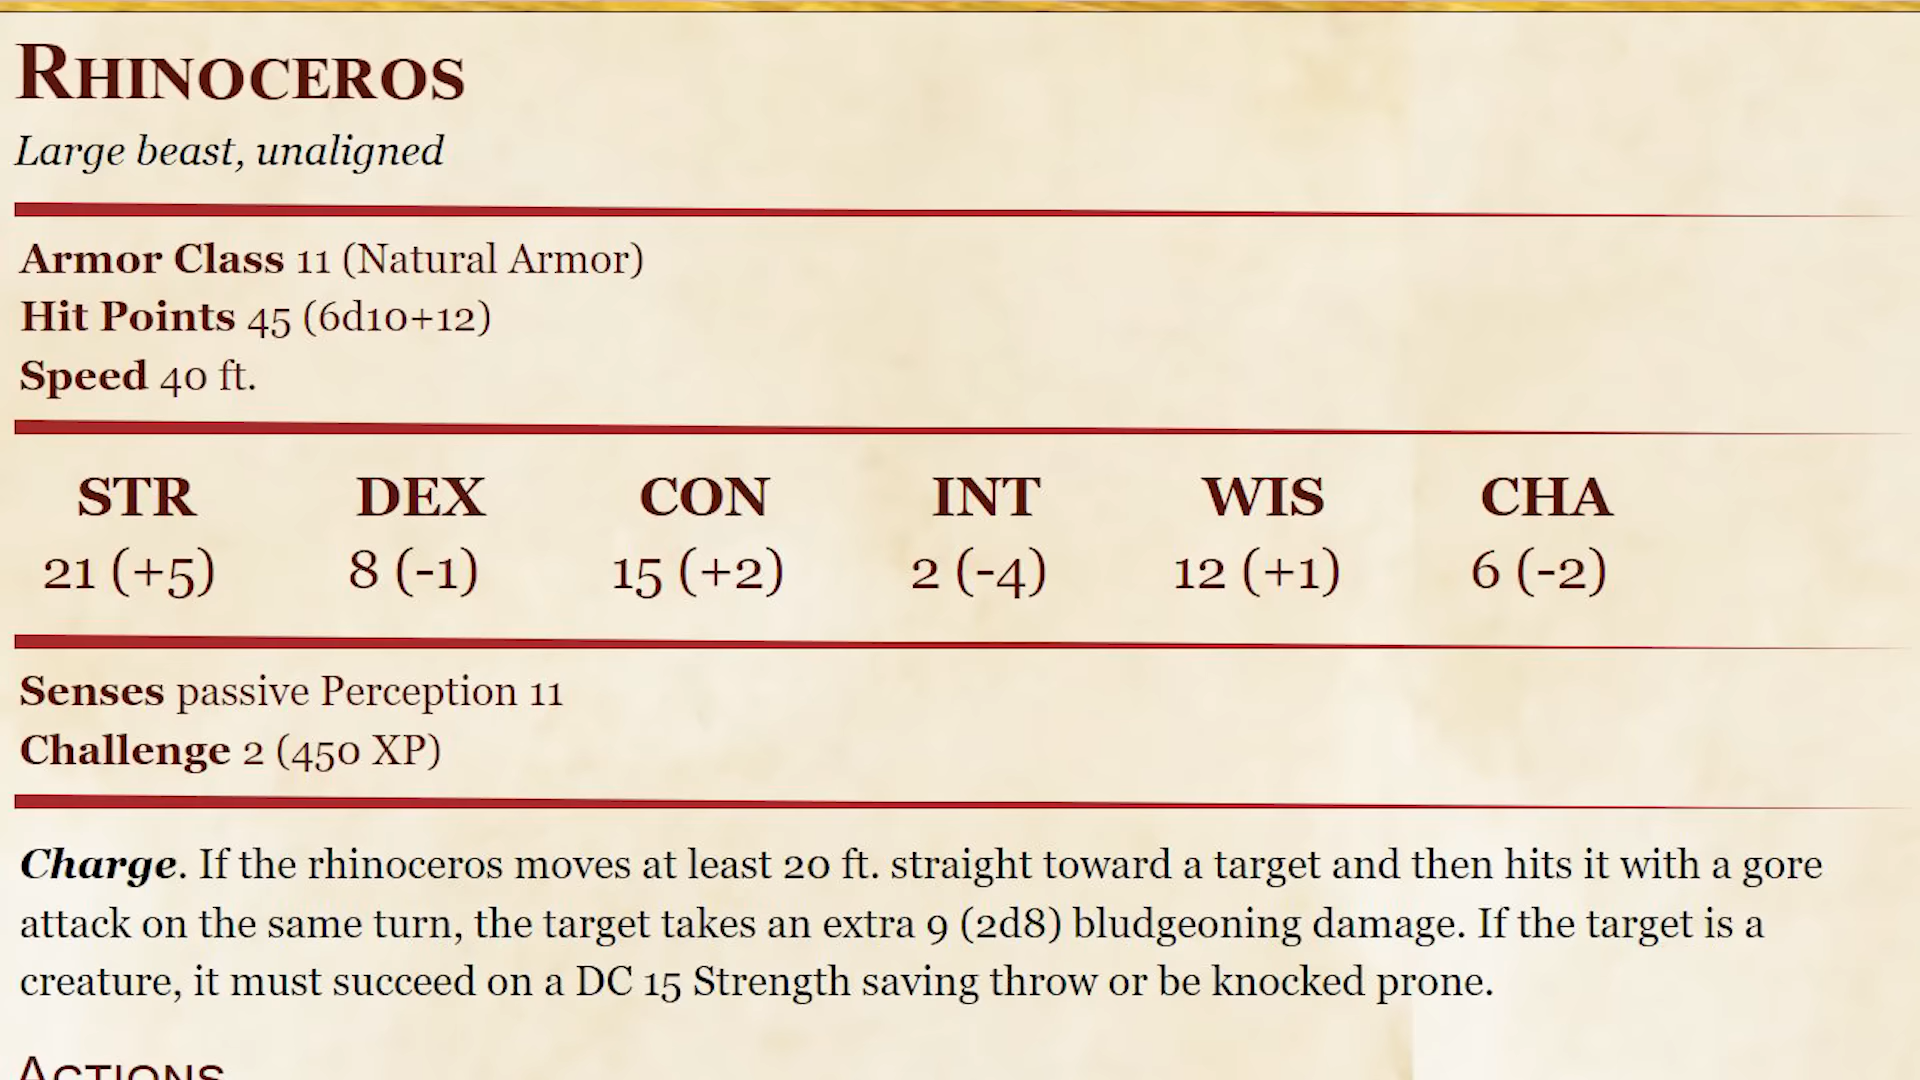 RHINOCEROS
Large beast, unaligned
Armor Class 11 (Natural Armor)
Hit Points 45 (6d10+12)
Speed 40 ft.
STR DEX CON INT WIS CHA
21 (+5) 8 (-1) 15 (+2) 2 (-4) 12 (+1) 6 (-2)
Senses passive Perception 11
Challenge 2 (450 XP)
Charge. If the rhinoceros moves at least 20 ft. straight toward a target and then hits it with a gore
attack on the same turn, the target takes an extra 9 (2d8) bludgeoning damage. If the target is a
creature, it must succeed on a DC 15 Strength saving throw or be knocked prone.
ACTIONS